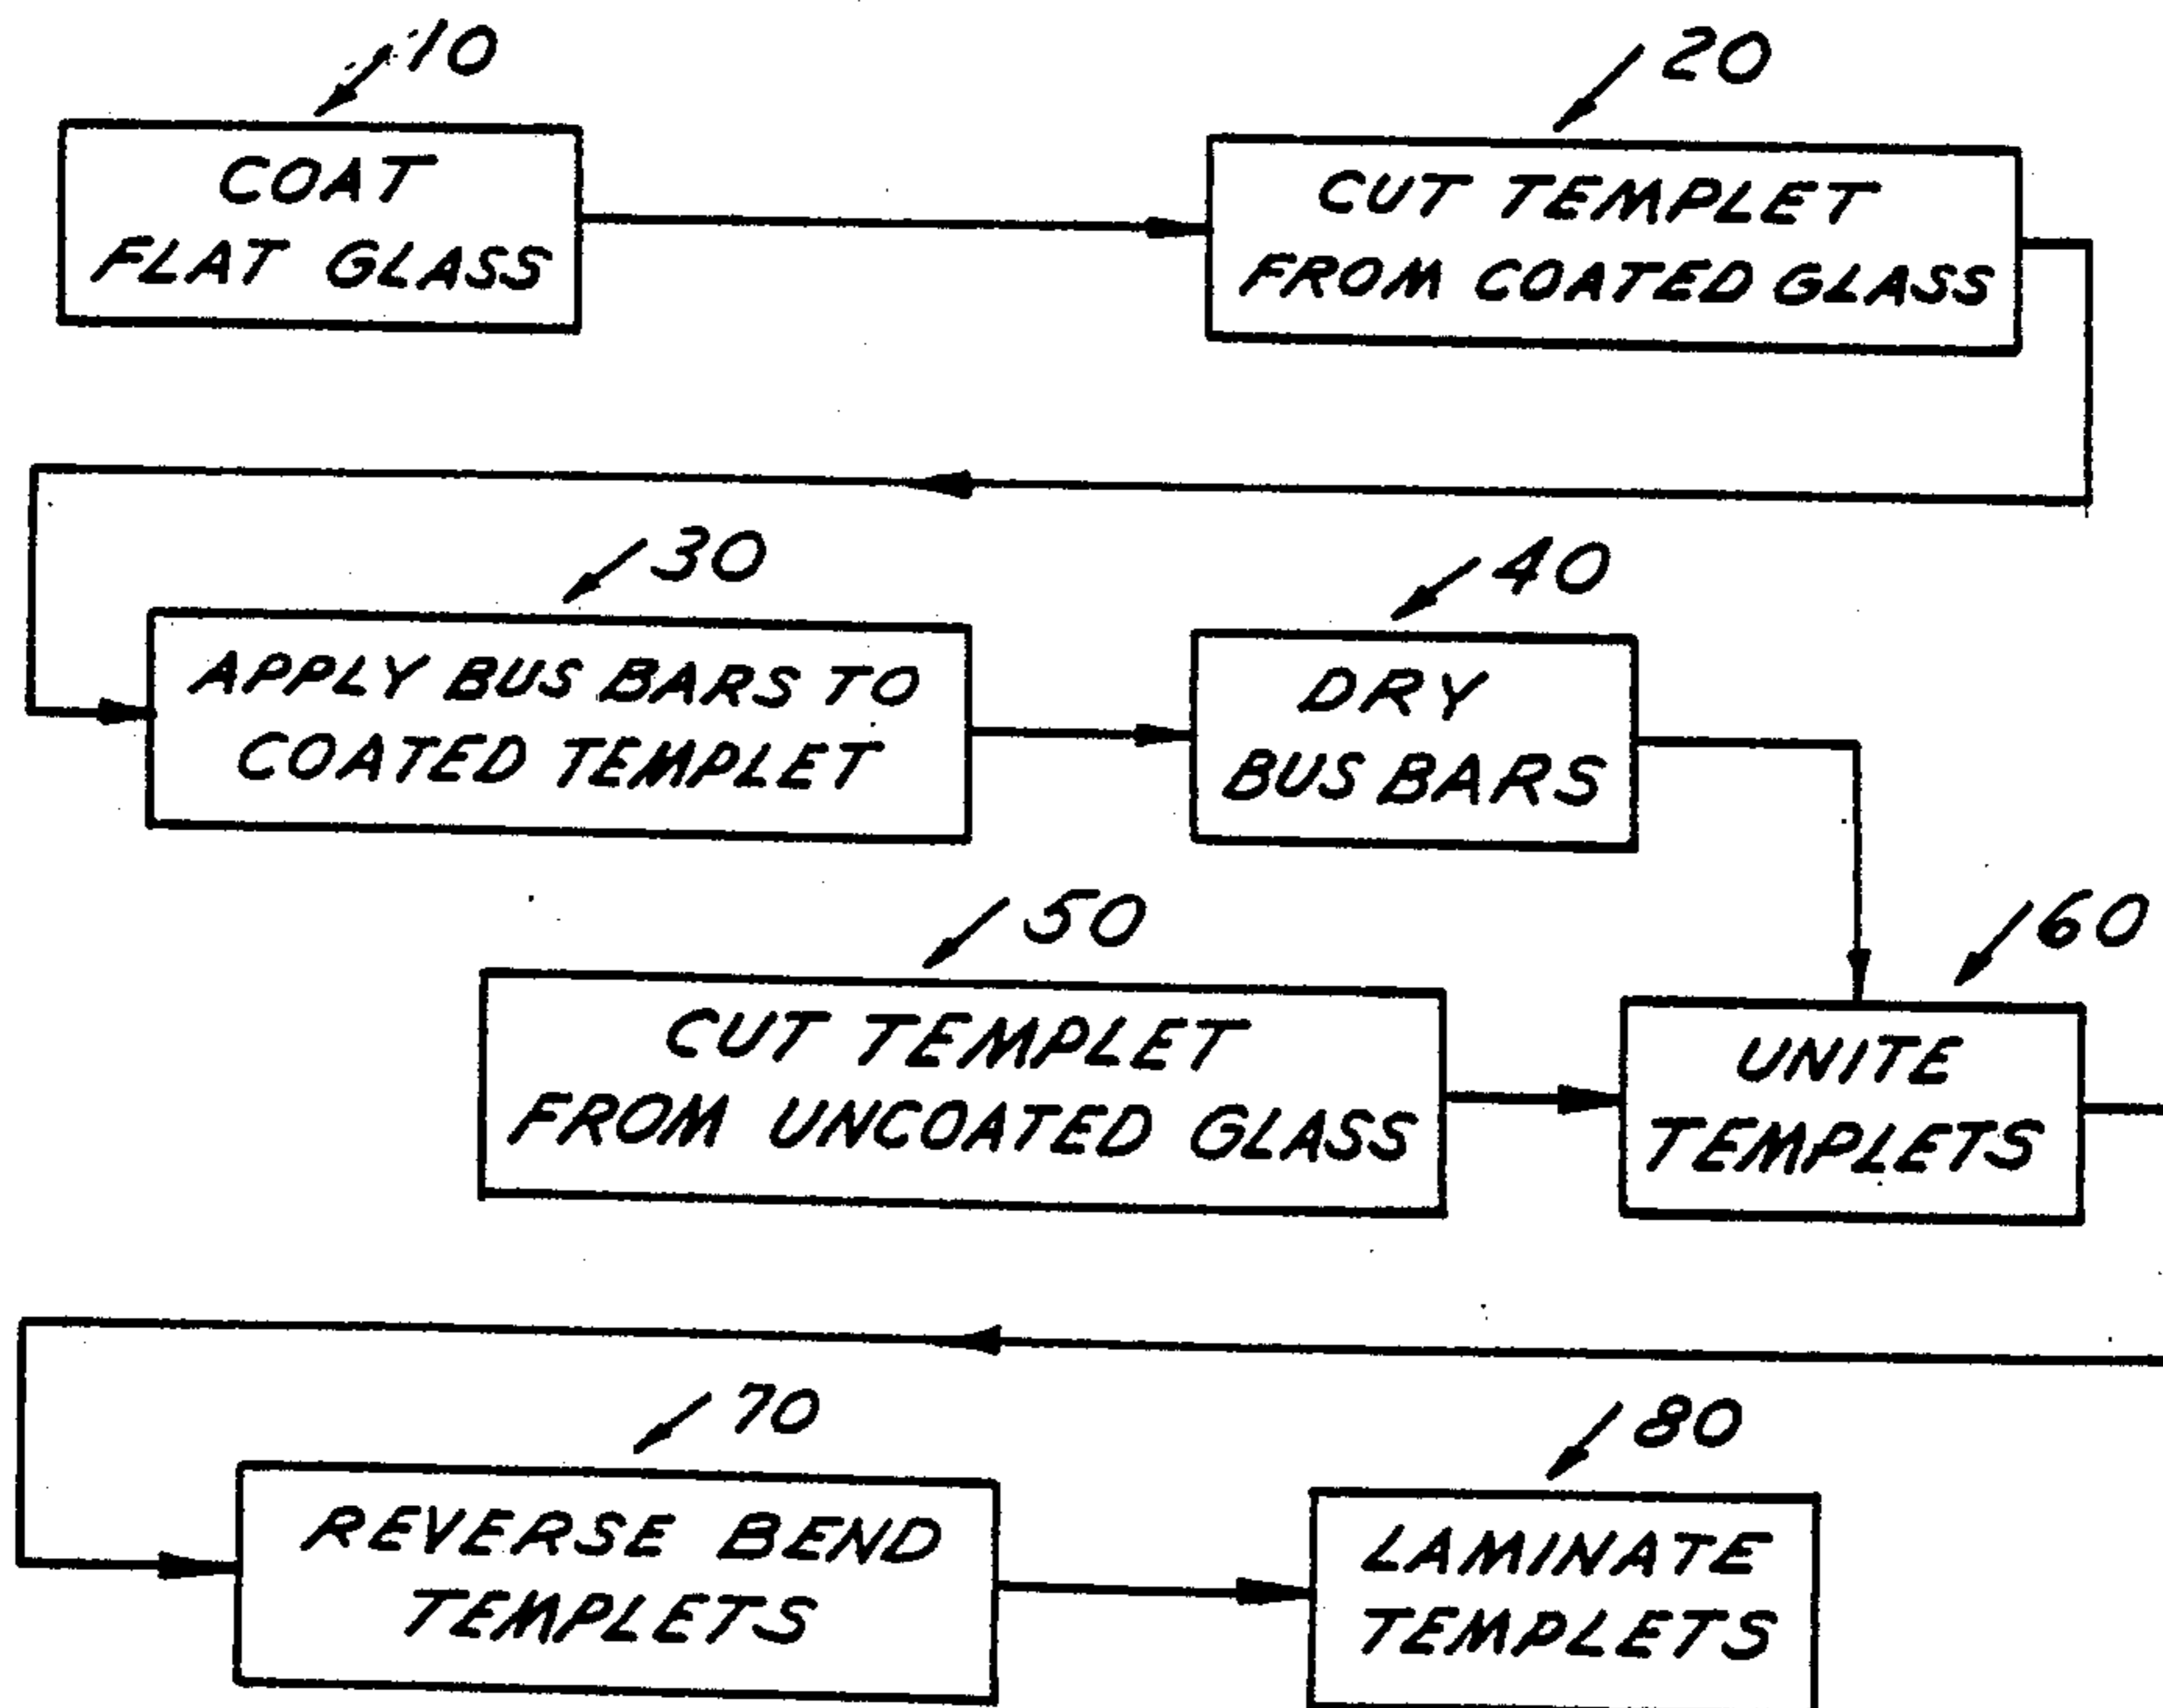 10
COAT
FLAT GLASS
20
CUT TEMPLET
FROM COATED GLASS
30
APPLY BUS BARS TO
COATED TEMPLET
40
DRY
BUS BARS
50
CUT TEMPLET
FROM UNCOATED GLASS
60
UNITE
TEMPLETS
70
REVERSE BEND
TEMPLETS
80
LAMINATE
TEMPLETS